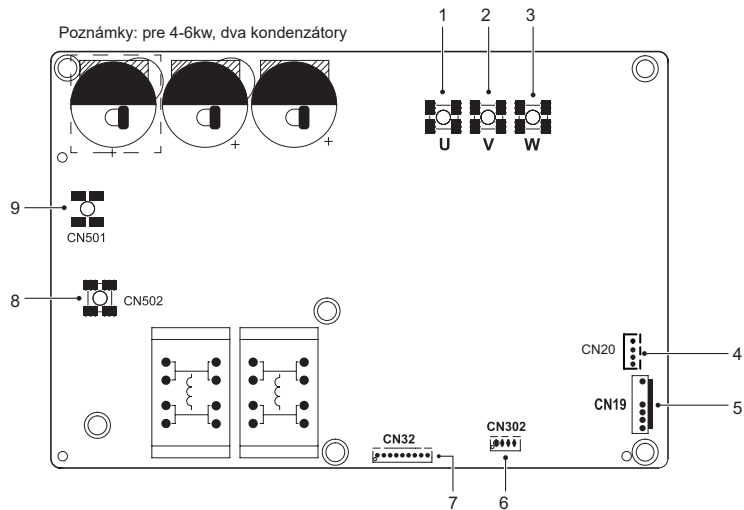 Poznámky: pre 4-6kw, dva kondenzátory
1 2 3
U V W
9
CN501
8 CN502
CN20 4
CN19 5
CN32 CN302
7 6